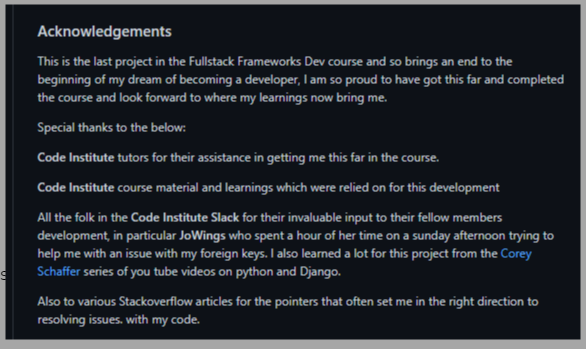 Acknowledgements
This is the last project in the Fullstack Frameworks Dev course and so brings an end to the
beginning of my dream of becoming a developer, I am so proud to have got this far and completed
the course and look forward to where my learnings now bring me.
Special thanks to the below:
Code Institute tutors for their assistance in getting me this far in the course.
Code Institute course material and learnings which were relied on for this development
All the folk in the Code Institute Slack for their invaluable input to their fellow members
development, in particular JoWings who spent a hour of her time on a sunday afternoon trying to
help me with an issue with my foreign keys. I also learned a lot for this project from the Corey
Schaffer series of you tube videos on python and Django.
s
Also to various Stackoverflow articles for the pointers that often set me in the right direction to
resolving issues. with my code.